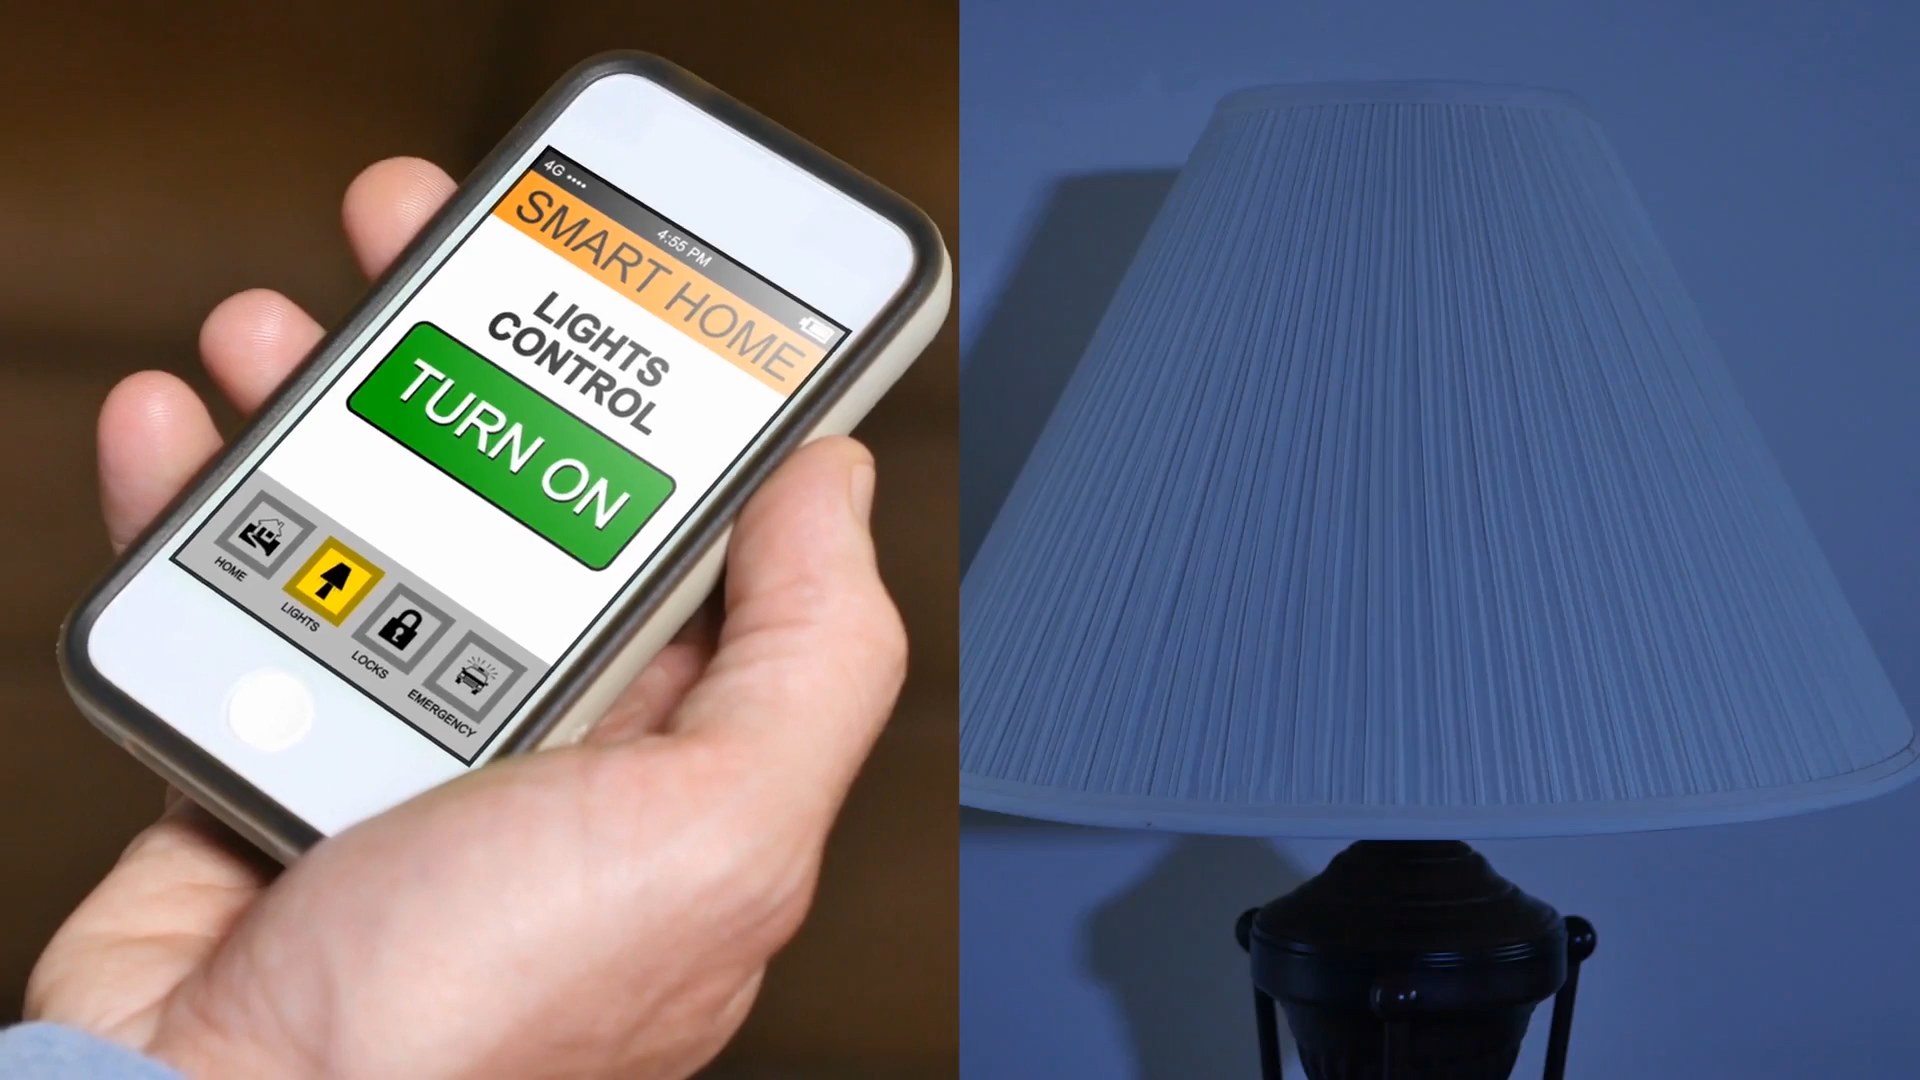 4G ••••
4:55 PM
SMART HOME
LIGHTS
CONTROL
TURN ON
HOME
LIGHTS
LOCKS
EMERGENCY